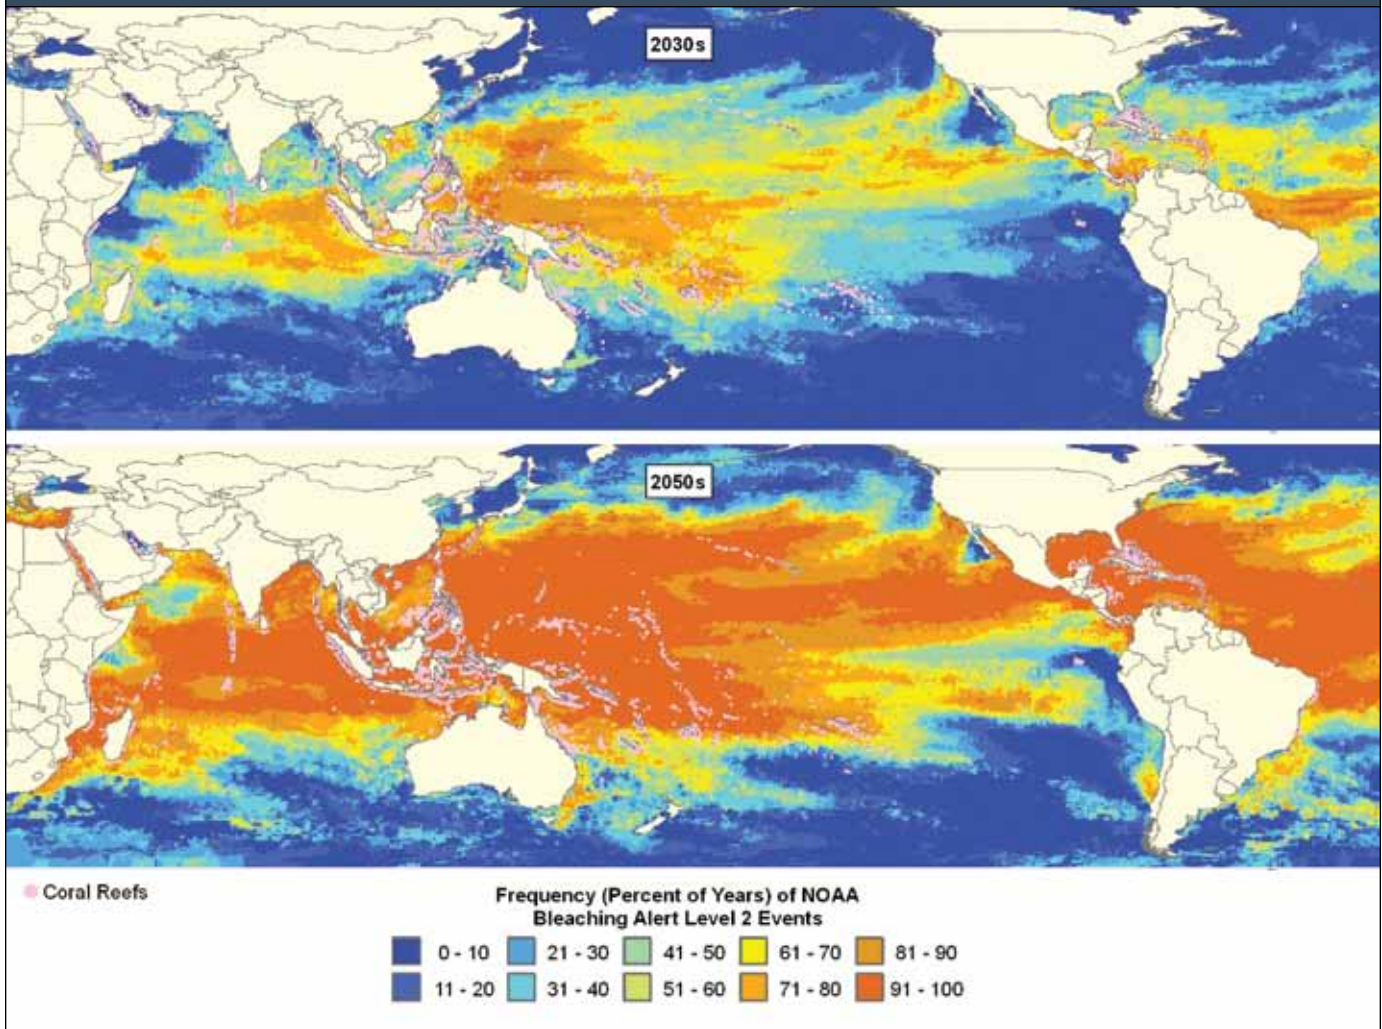 2030s
2050s
Coral Reefs
Frequency (Percent of Years) of NOAA
Bleaching Alert Level 2 Events
0 - 10 21 - 30 41 - 50 61 - 70 81 - 90
11 - 20 31 - 40 51 - 60 71 - 80 91 - 100